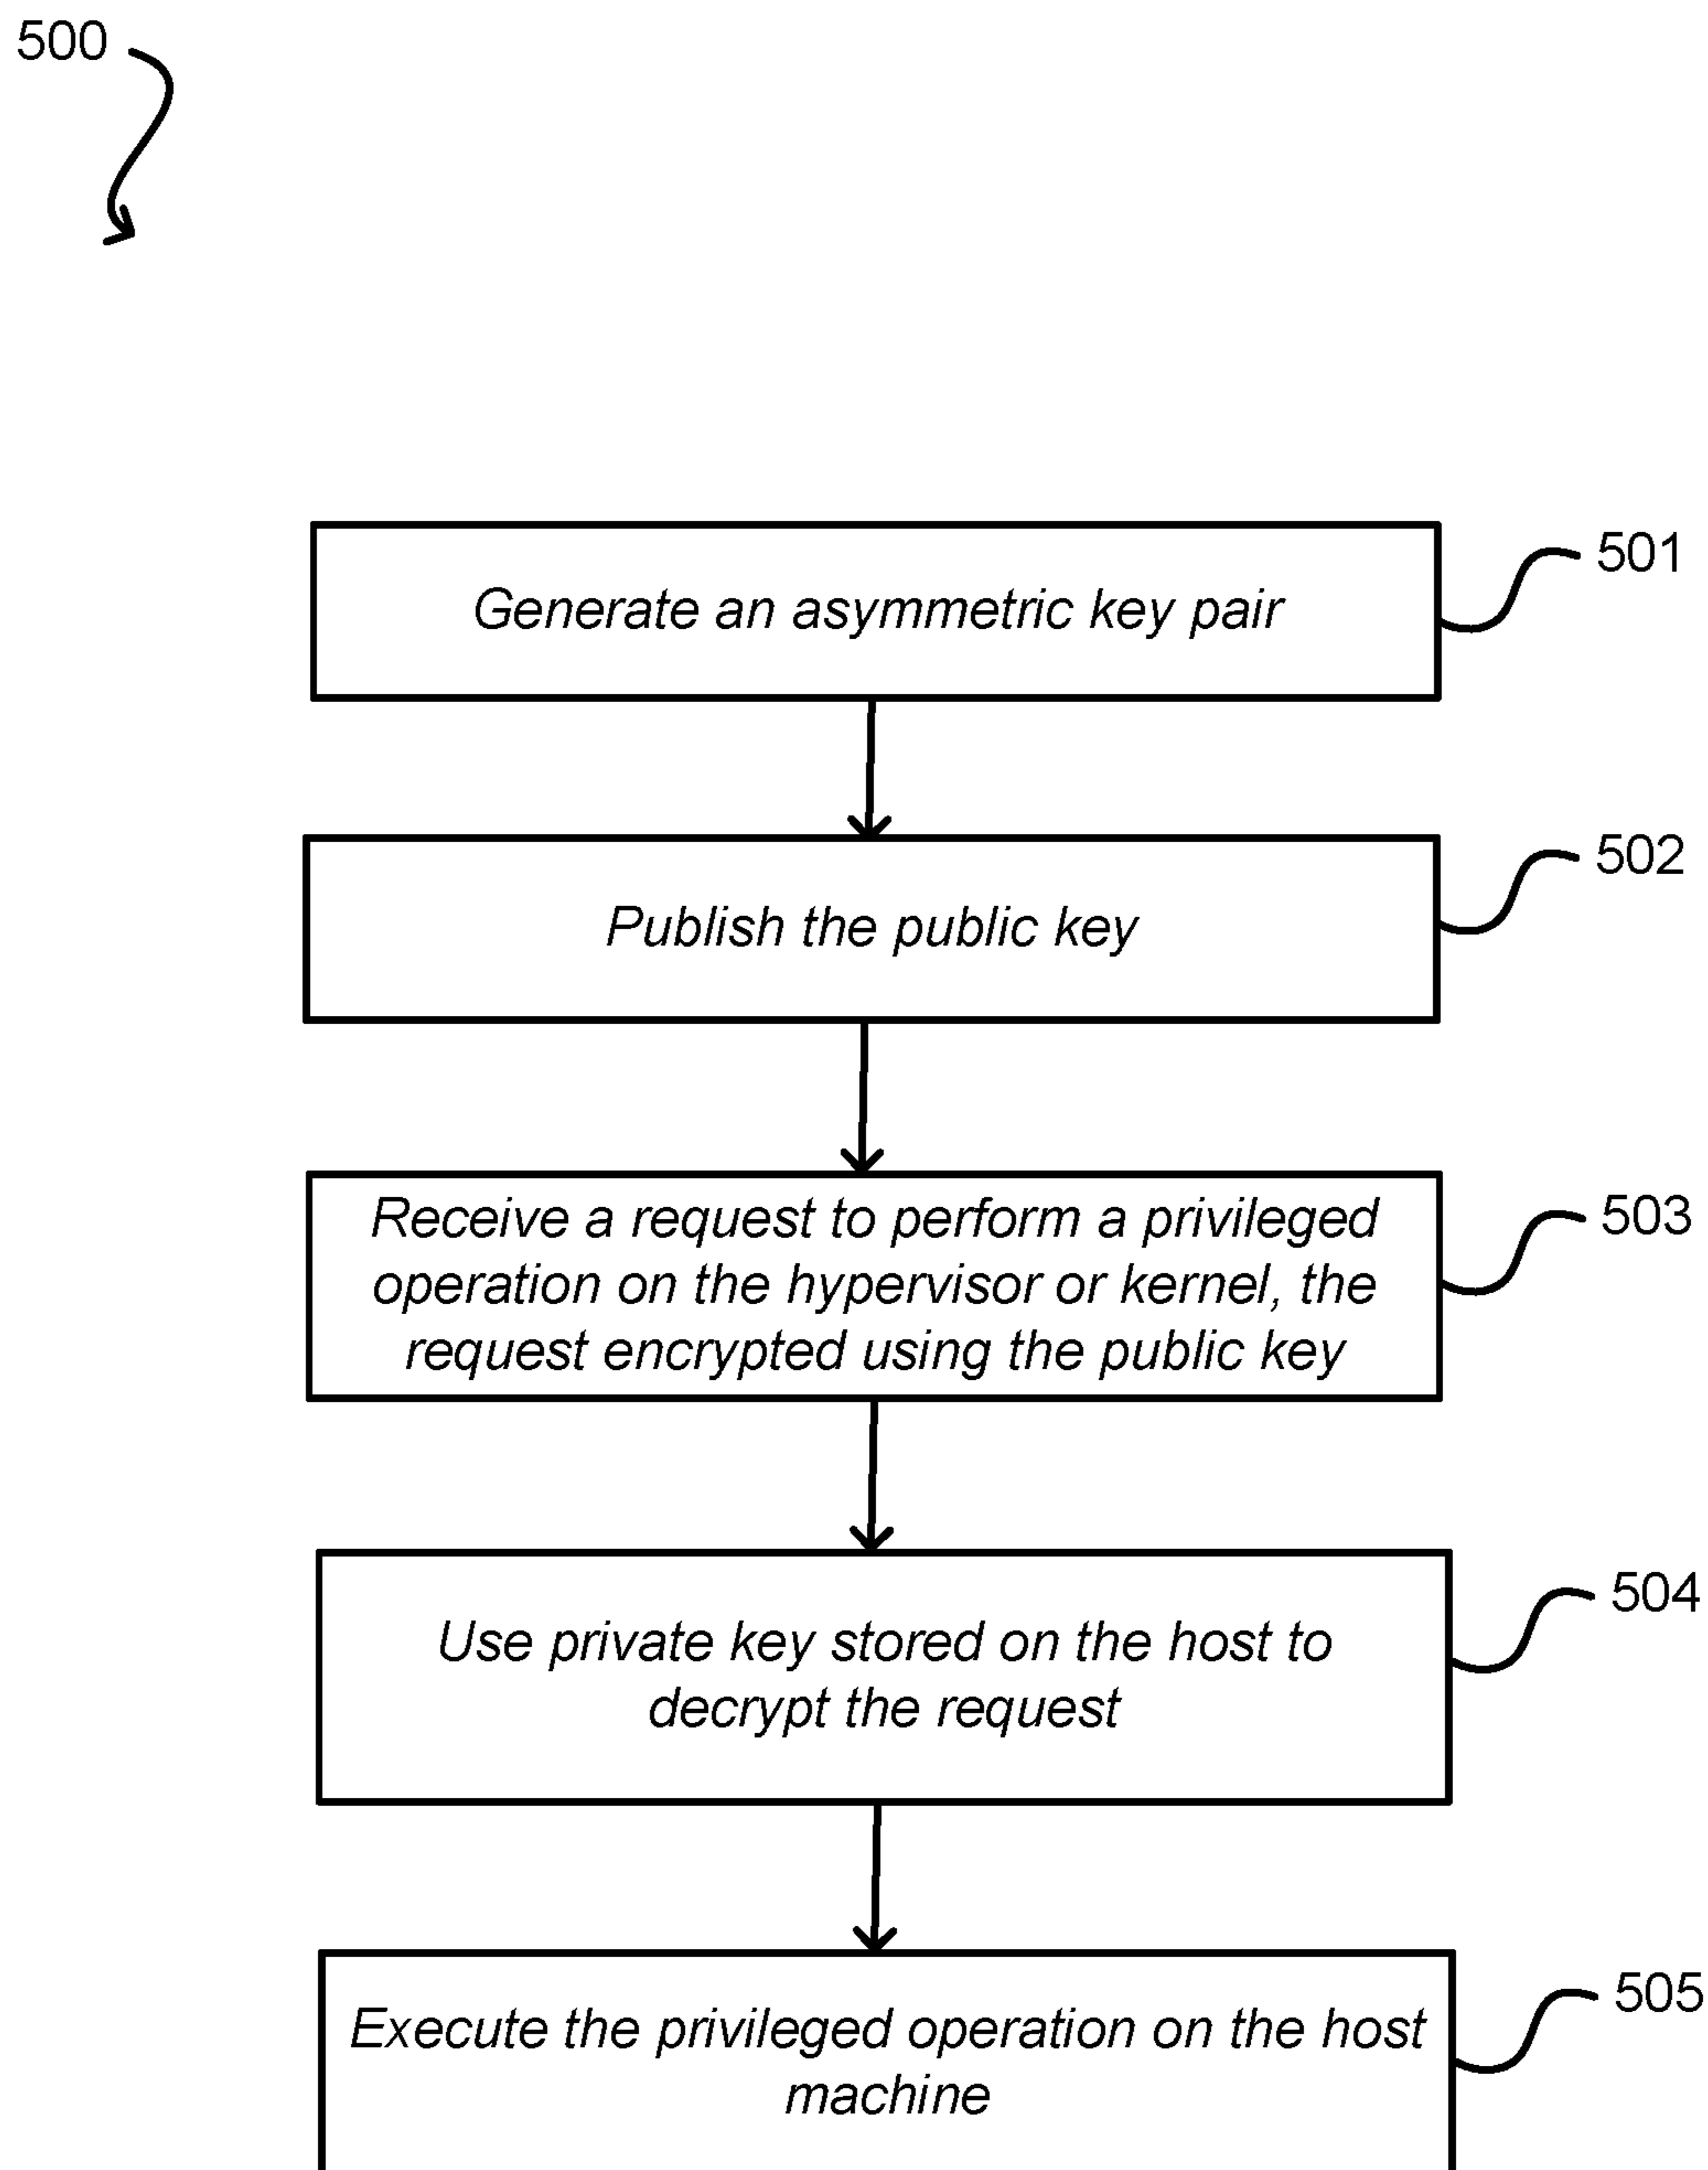 500
Generate an asymmetric key pair
501
Publish the public key
502
Receive a request to perform a privileged
operation on the hypervisor or kernel, the
request encrypted using the public key
503
Use private key stored on the host to
decrypt the request
504
Execute the privileged operation on the host
machine
505